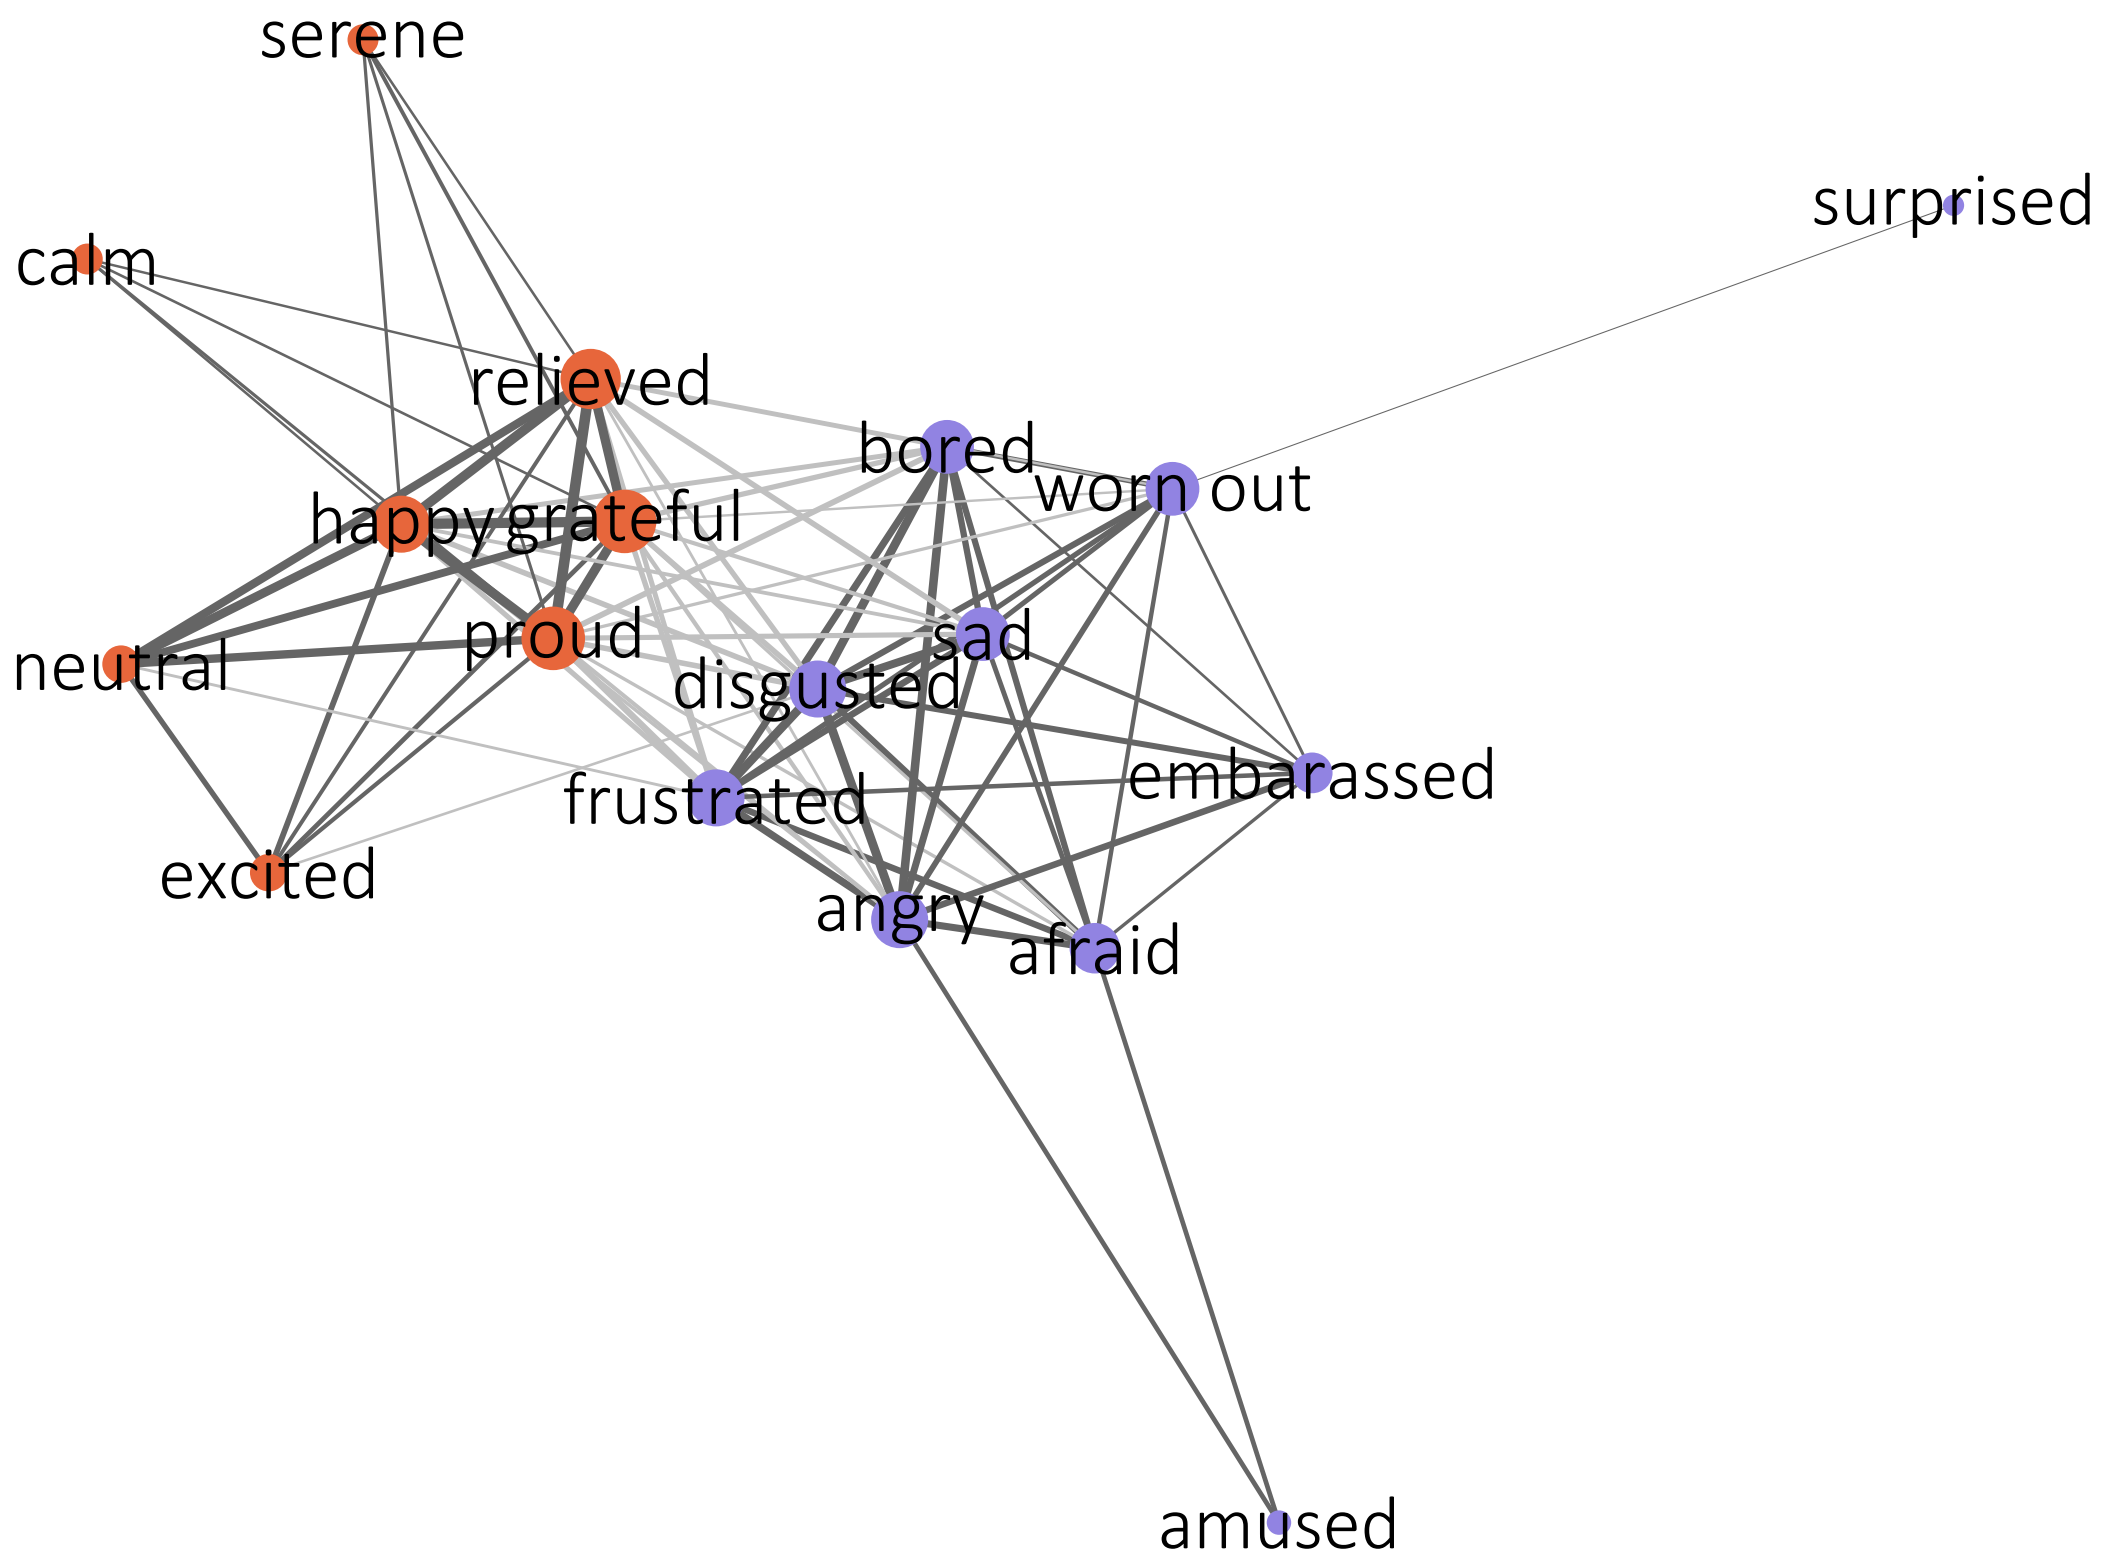 serene
surprised
calm
relieved
bored
worn out
happy
grateful
proud
sad
neutral
disgusted
embarassed
frustrated
excited
angry
afraid
amused